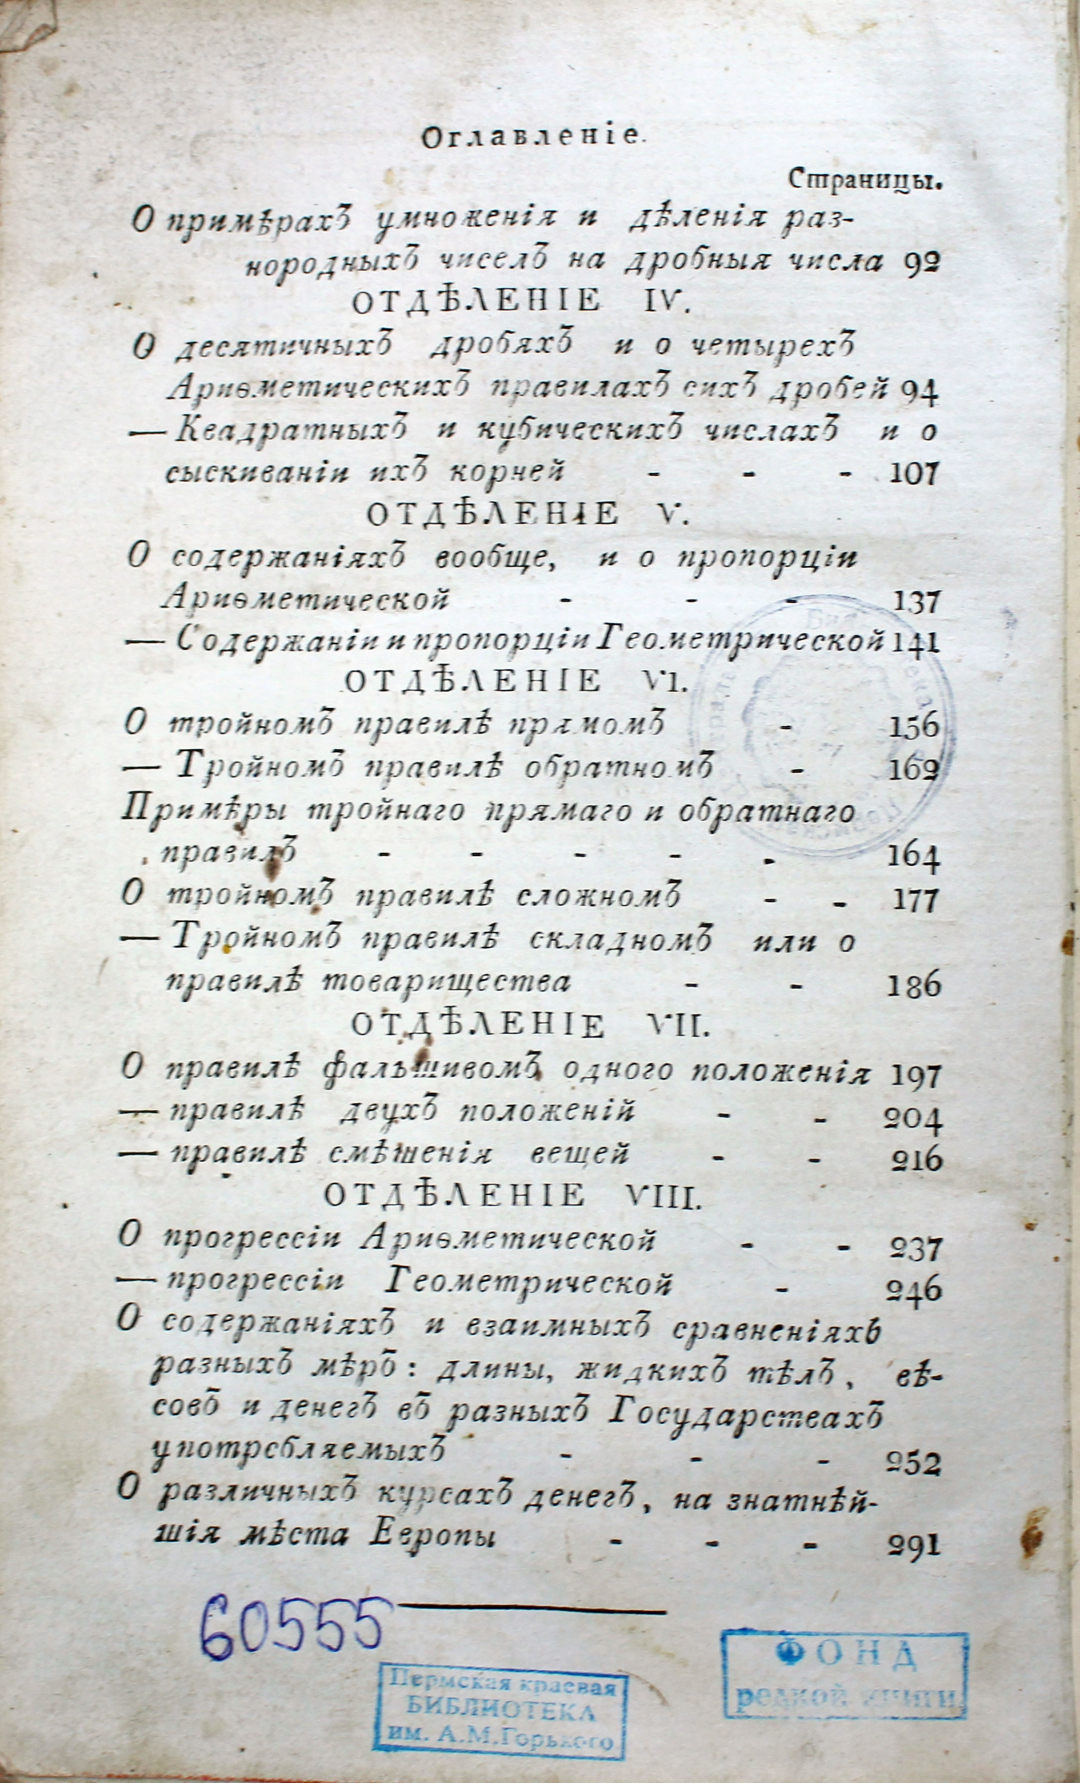 Оглавленіе.
Страницы.
О примѣрахъ умноженія и дѣленія раз-
нородныхъ чиселъ на дробныя числа 92
ОТДѢЛЕНІЕ IV.
О десятичныхъ дробяхъ и о четырехъ
Ариѳметическихъ правилахъ сихъ дробей 94
— Квадратныхъ и кубическихъ числахъ и о
сыскиваніи ихъ корней - - - 107
ОТДѢЛЕНІЕ V.
О содержаніяхъ вообще, и о пропорціи
Ариѳметической - - - 137
— Содержаніи и пропорціи Геометрической 141
ОТДѢЛЕНІЕ VI.
О тройномъ правилѣ прямомъ - 156
— Тройномъ правилѣ обратномъ - 162
Примѣры тройнаго прямаго и обратнаго
правилъ - - - - - 164
О тройномъ правилѣ сложномъ - - 177
— Тройномъ правилѣ складномъ или о
правилѣ товарищества - - 186
ОТДѢЛЕНІЕ VII.
О правилѣ фальшивомъ одного положенія 197
— правилѣ двухъ положеній - - 204
— правилѣ смѣшенія вещей - - 216
ОТДѢЛЕНІЕ VIII.
О прогрессіи Ариѳметической - - 237
— прогрессіи Геометрической - 246
О содержаніяхъ и взаимныхъ сравненіяхъ
разныхъ мѣръ: длины, жидкихъ тѣлъ, вѣ-
совъ и денегъ въ разныхъ Государствахъ
употребляемыхъ - - - 252
О различныхъ курсахъ денегъ, на знатнѣй-
шія мѣста Европы - - - 291
60555
ФОНД
редкой книги
Пермская краевая
БИБЛИОТЕКА
им. А.М.Горького